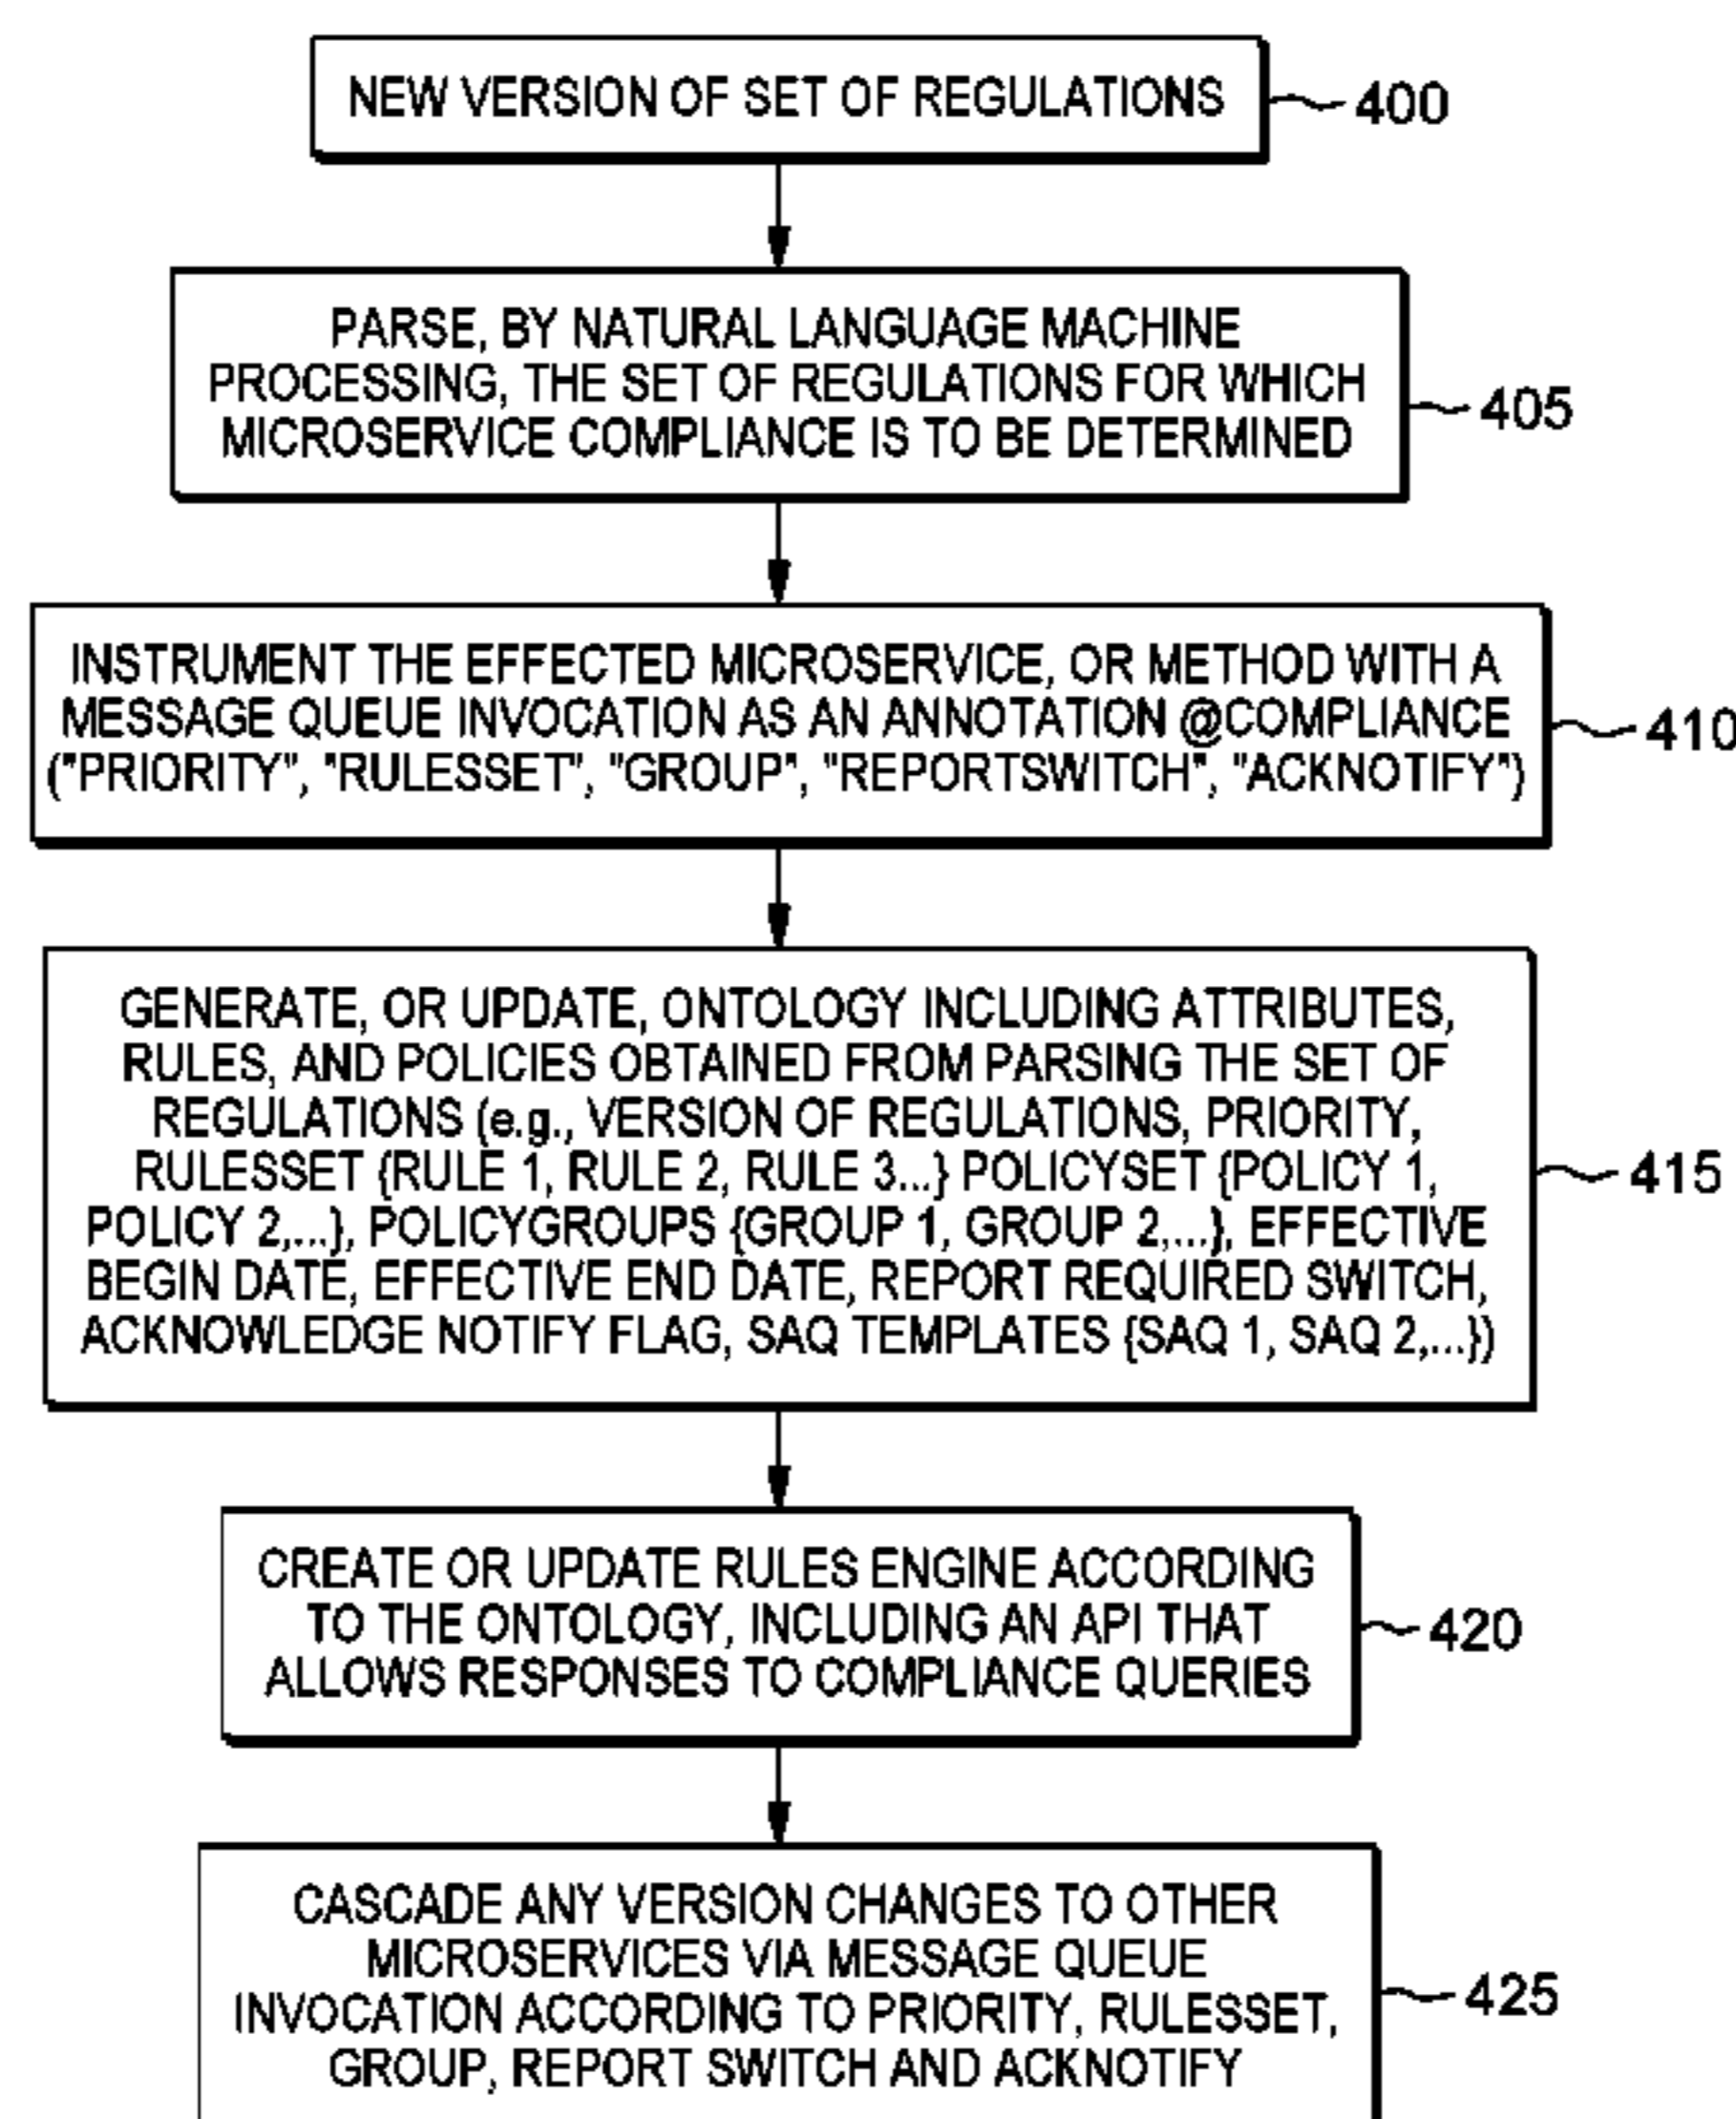 NEW VERSION OF SET OF REGULATIONS
400
PARSE, BY NATURAL LANGUAGE MACHINE
PROCESSING, THE SET OF REGULATIONS FOR WHICH
MICROSERVICE COMPLIANCE IS TO BE DETERMINED
405
INSTRUMENT THE EFFECTED MICROSERVICE, OR METHOD WITH A
MESSAGE QUEUE INVOCATION AS AN ANNOTATION @COMPLIANCE
("PRIORITY", "RULESSET", "GROUP", "REPORTSWITCH", "ACKNOTIFY")
410
GENERATE, OR UPDATE, ONTOLOGY INCLUDING ATTRIBUTES,
RULES, AND POLICIES OBTAINED FROM PARSING THE SET OF
REGULATIONS (e.g., VERSION OF REGULATIONS, PRIORITY,
RULESSET {RULE 1, RULE 2, RULE 3...} POLICYSET {POLICY 1,
POLICY 2,...}, POLICYGROUPS {GROUP 1, GROUP 2,...}, EFFECTIVE
BEGIN DATE, EFFECTIVE END DATE, REPORT REQUIRED SWITCH,
ACKNOWLEDGE NOTIFY FLAG, SAQ TEMPLATES {SAQ 1, SAQ 2,...})
415
CREATE OR UPDATE RULES ENGINE ACCORDING
TO THE ONTOLOGY, INCLUDING AN API THAT
ALLOWS RESPONSES TO COMPLIANCE QUERIES
420
CASCADE ANY VERSION CHANGES TO OTHER
MICROSERVICES VIA MESSAGE QUEUE
INVOCATION ACCORDING TO PRIORITY, RULESSET,
GROUP, REPORT SWITCH AND ACKNOTIFY
425